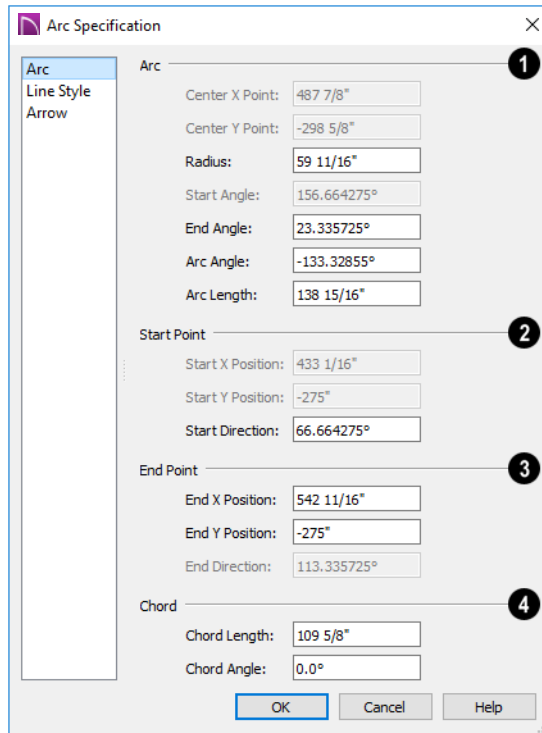 Arc Specification
Arc
Line Style
Arrow
Arc 1
Center X Point: 487 7/8"
Center Y Point: -298 5/8"
Radius: 59 11/16"
Start Angle: 156.664275°
End Angle: 23.335725°
Arc Angle: -133.32855°
Arc Length: 138 15/16"
Start Point 2
Start X Position: 433 1/16"
Start Y Position: -275"
Start Direction: 66.664275°
End Point 3
End X Position: 542 11/16"
End Y Position: -275"
End Direction: 113.335725°
Chord 4
Chord Length: 109 5/8"
Chord Angle: 0.0°
OK Cancel Help